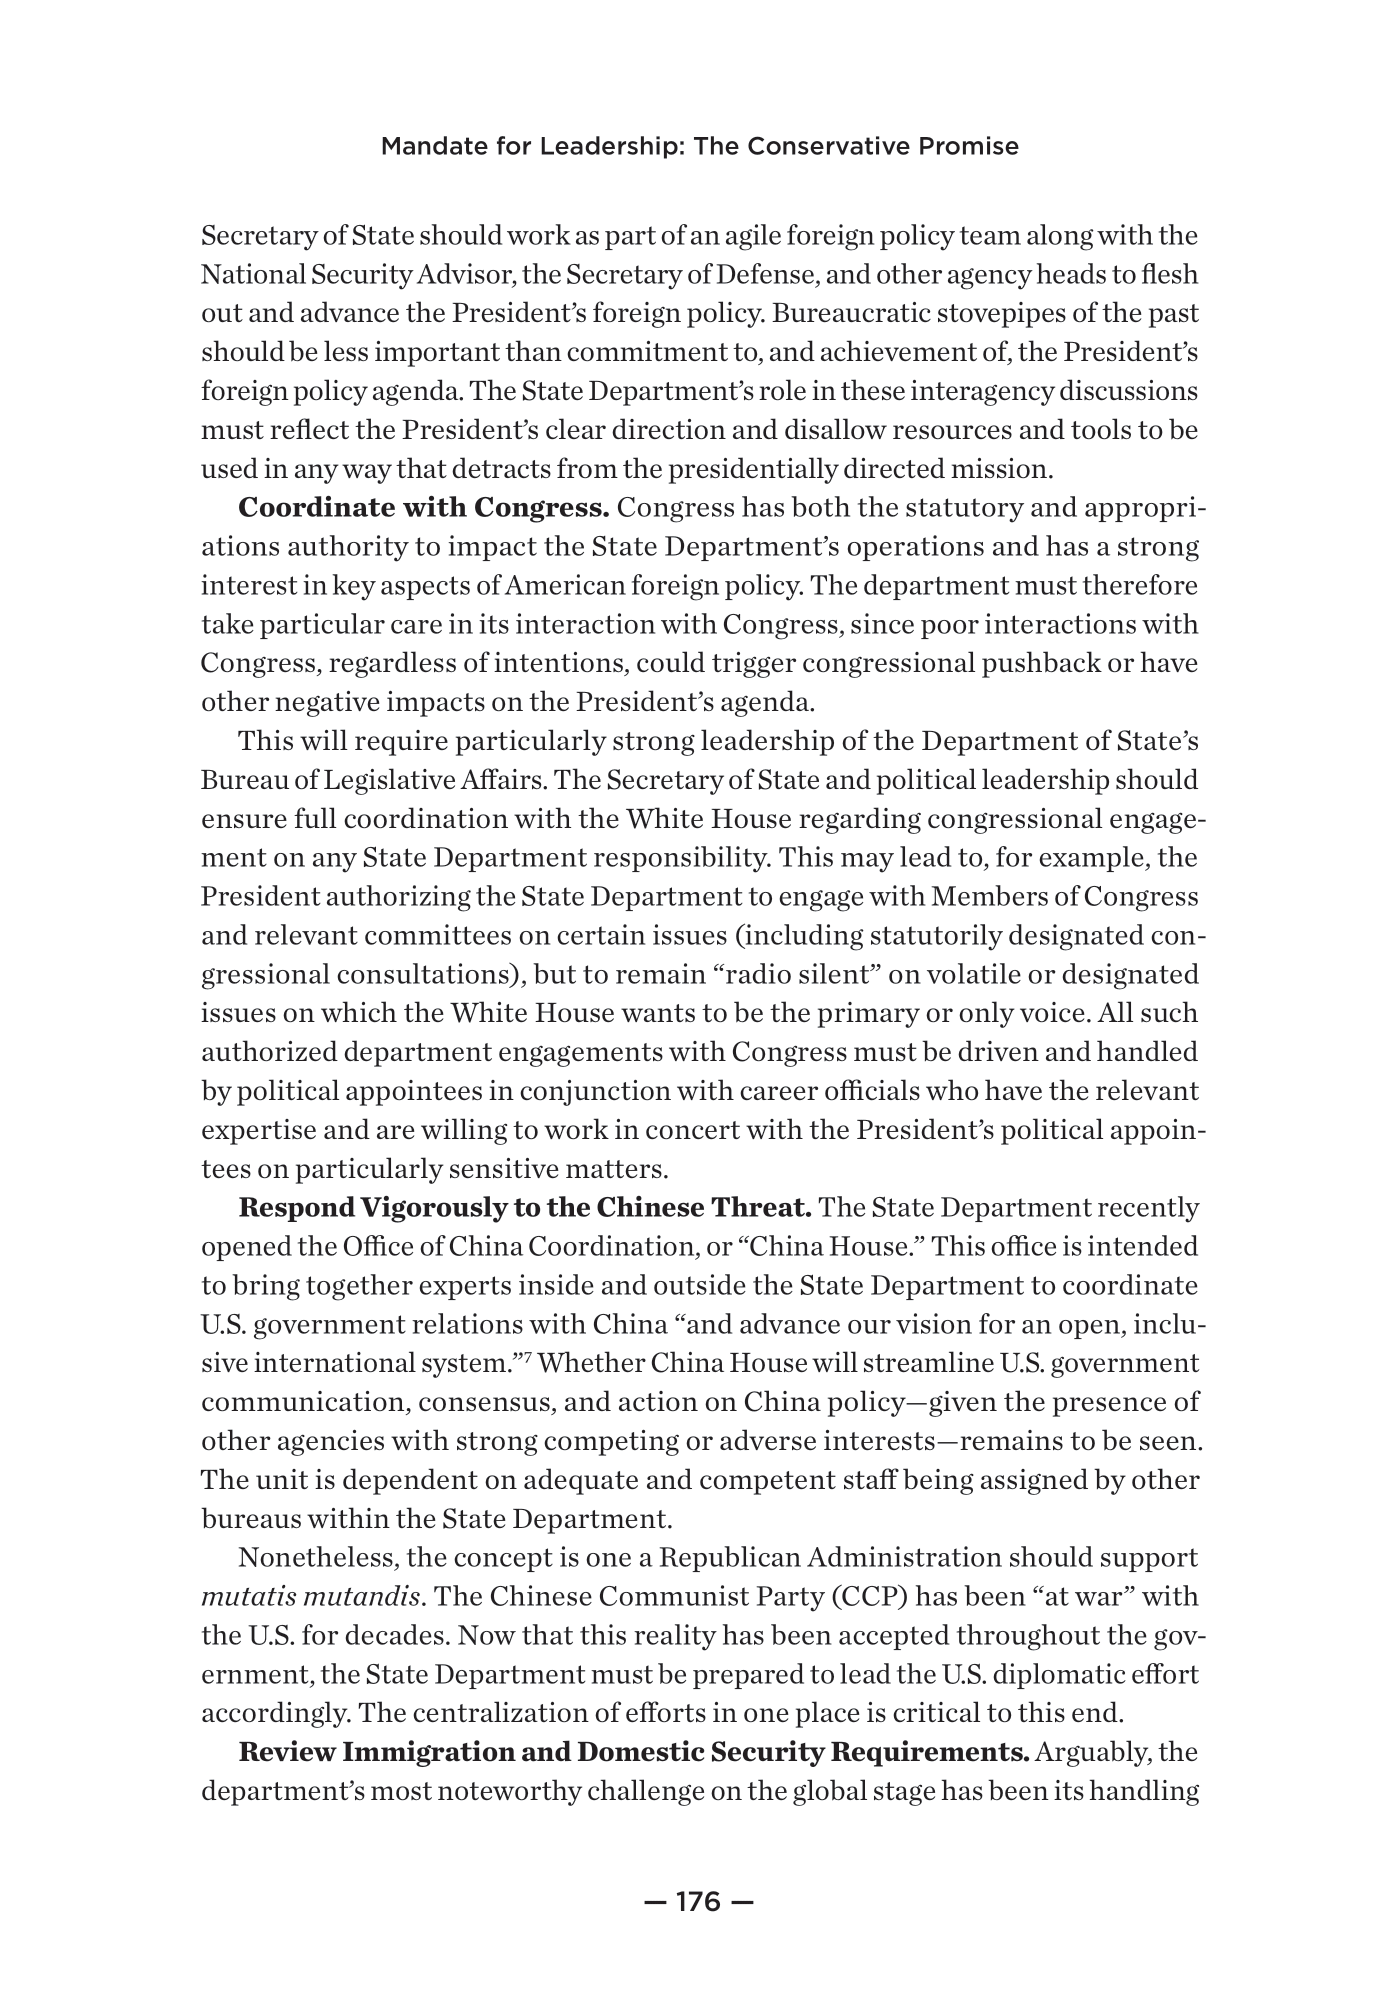 Mandate for Leadership: The Conservative Promise
Secretary of State should work as part of an agile foreign policy team along with the
National Security Advisor, the Secretary of Defense, and other agency heads to flesh
out and advance the President’s foreign policy. Bureaucratic stovepipes of the past
should be less important than commitment to, and achievement of, the President’s
foreign policy agenda. The State Department’s role in these interagency discussions
must reflect the President’s clear direction and disallow resources and tools to be
used in any way that detracts from the presidentially directed mission.
Coordinate with Congress. Congress has both the statutory and appropri-
ations authority to impact the State Department’s operations and has a strong
interest in key aspects of American foreign policy. The department must therefore
take particular care in its interaction with Congress, since poor interactions with
Congress, regardless of intentions, could trigger congressional pushback or have
other negative impacts on the President’s agenda.
This will require particularly strong leadership of the Department of State’s
Bureau of Legislative Affairs. The Secretary of State and political leadership should
ensure full coordination with the White House regarding congressional engage-
ment on any State Department responsibility. This may lead to, for example, the
President authorizing the State Department to engage with Members of Congress
and relevant committees on certain issues (including statutorily designated con-
gressional consultations), but to remain “radio silent” on volatile or designated
issues on which the White House wants to be the primary or only voice. All such
authorized department engagements with Congress must be driven and handled
by political appointees in conjunction with career officials who have the relevant
expertise and are willing to work in concert with the President’s political appoin-
tees on particularly sensitive matters.
Respond Vigorously to the Chinese Threat. The State Department recently
opened the Office of China Coordination, or “China House.” This office is intended
to bring together experts inside and outside the State Department to coordinate
U.S. government relations with China “and advance our vision for an open, inclu-
sive international system.”7 Whether China House will streamline U.S. government
communication, consensus, and action on China policy—given the presence of
other agencies with strong competing or adverse interests—remains to be seen.
The unit is dependent on adequate and competent staff being assigned by other
bureaus within the State Department.
Nonetheless, the concept is one a Republican Administration should support
mutatis mutandis. The Chinese Communist Party (CCP) has been “at war” with
the U.S. for decades. Now that this reality has been accepted throughout the gov-
ernment, the State Department must be prepared to lead the U.S. diplomatic effort
accordingly. The centralization of efforts in one place is critical to this end.
Review Immigration and Domestic Security Requirements. Arguably, the
department’s most noteworthy challenge on the global stage has been its handling
— 176 —